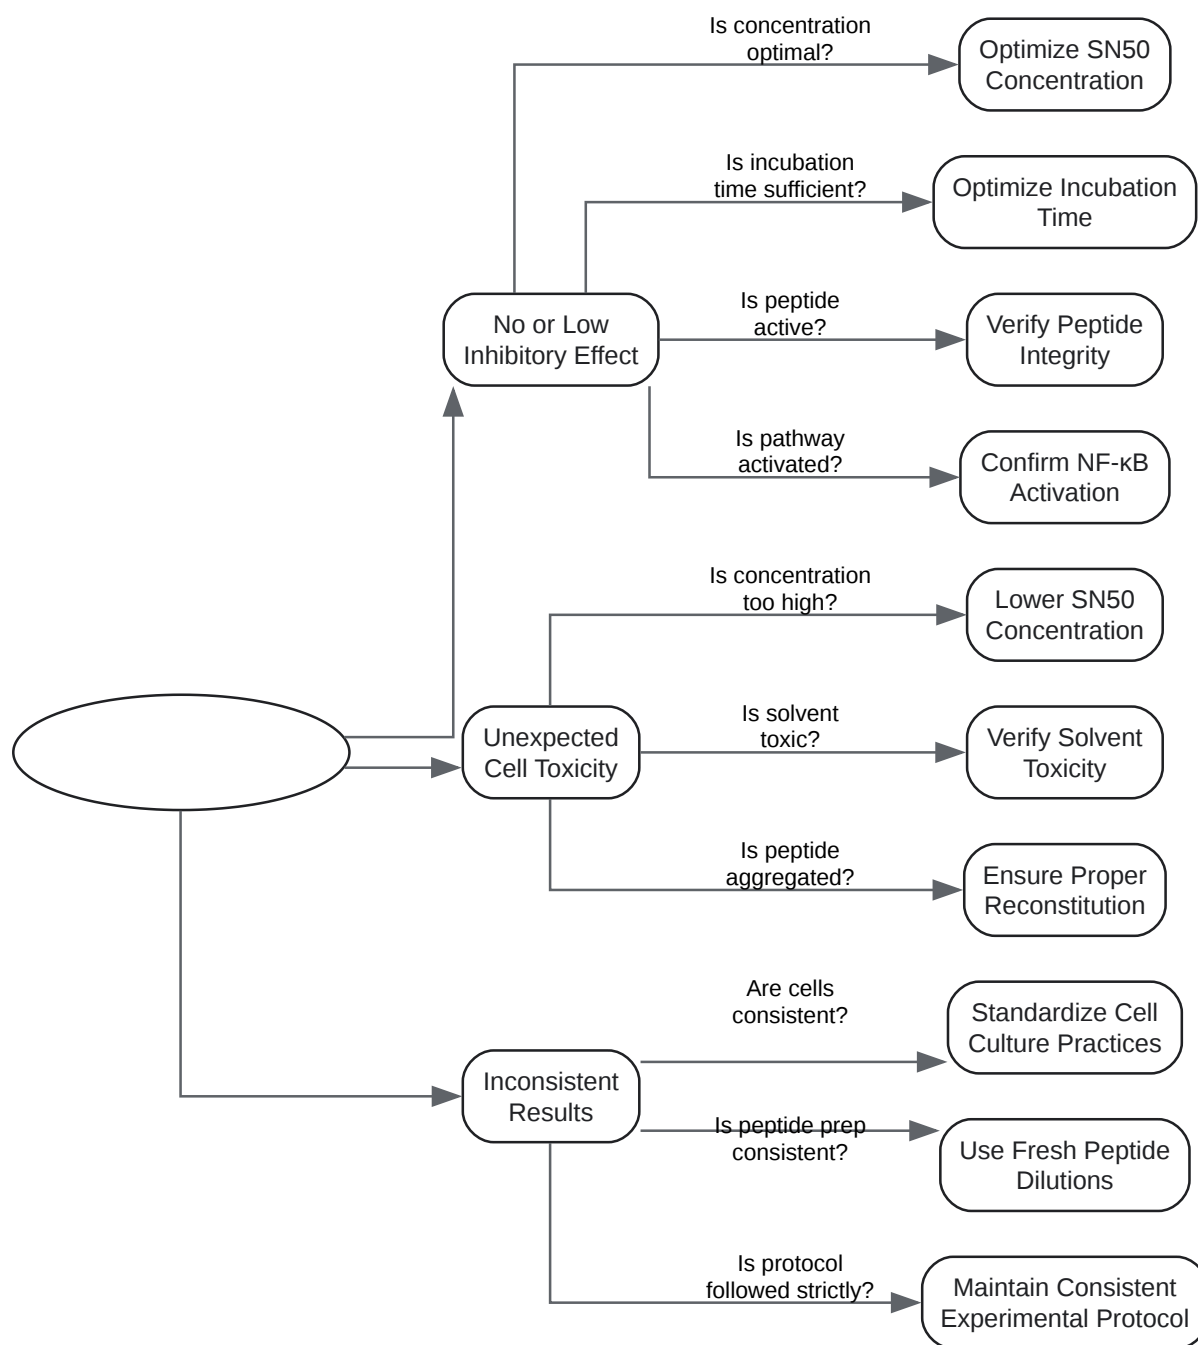 Is concentration
optimal?
Optimize SN50
Concentration
Is incubation
time sufficient?
Optimize Incubation
Time
No or Low
Inhibitory Effect
Is peptide
active?
Verify Peptide
Integrity
Is pathway
activated?
Confirm NF-κB
Activation
Is concentration
too high?
Lower SN50
Concentration
Unexpected
Cell Toxicity
Is solvent
toxic?
Verify Solvent
Toxicity
Is peptide
aggregated?
Ensure Proper
Reconstitution
Are cells
consistent?
Standardize Cell
Culture Practices
Inconsistent
Results
Is peptide prep
consistent?
Use Fresh Peptide
Dilutions
Is protocol
followed strictly?
Maintain Consistent
Experimental Protocol